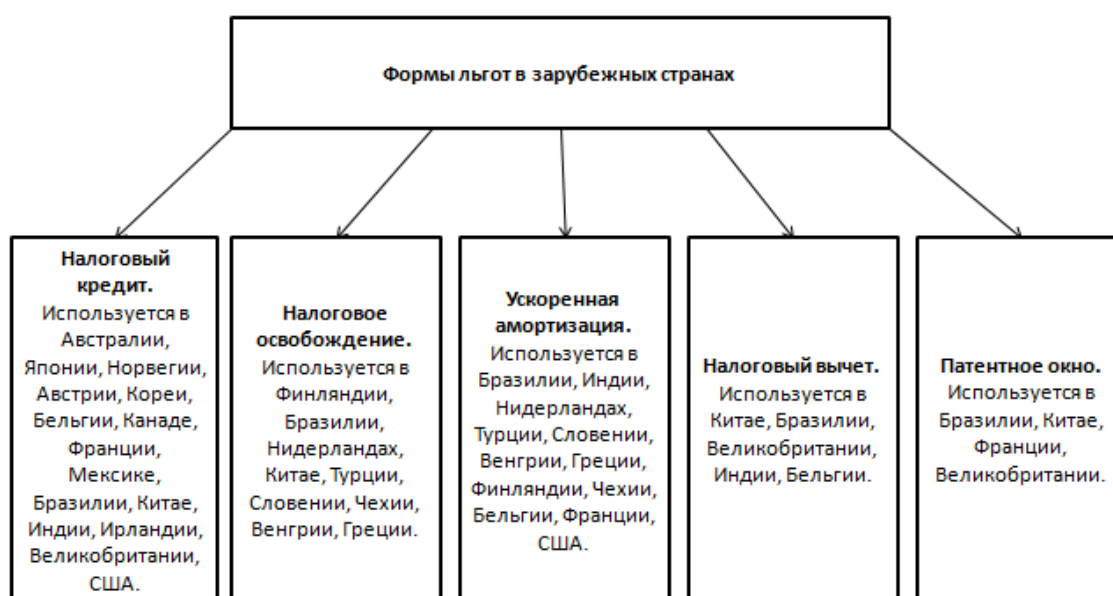 Формы льгот в зарубежных странах
Налоговый
кредит.
Используется в
Австралии,
Японии, Норвегии,
Австрии, Кореи,
Бельгии, Канаде,
Франции,
Мексике,
Бразилии, Китае,
Индии, Ирландии,
Великобритании,
США.
Налоговое
освобождение.
Используется в
Финляндии,
Бразилии,
Нидерландах,
Китае, Турции,
Словении, Чехии,
Венгрии, Греции.
Ускоренная
амортизация.
Используется в
Бразилии, Индии,
Нидерландах,
Турции, Словении,
Венгрии, Греции,
Финляндии, Чехии,
Бельгии, Франции,
США.
Налоговый вычет.
Используется в
Китае, Бразилии,
Великобритании,
Индии, Бельгии.
Патентное окно.
Используется в
Бразилии, Китае,
Франции,
Великобритании.